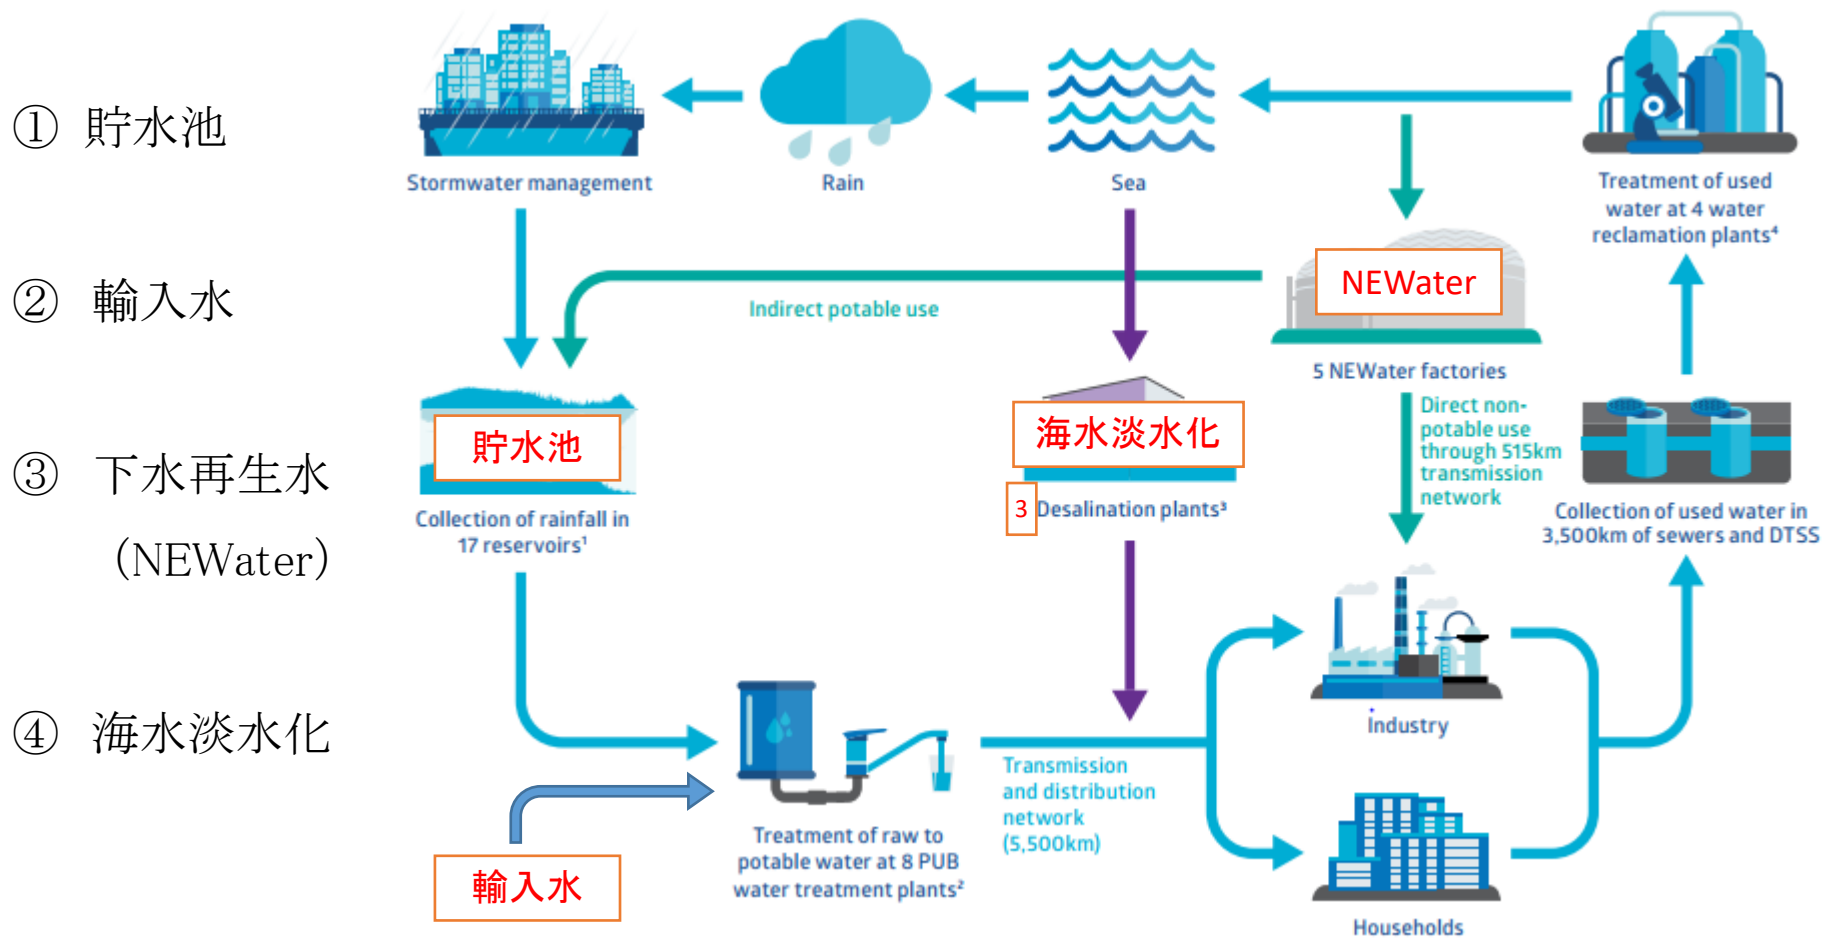 ① 貯水池
② 輸入水
③ 下水再生水
(NEWater)
④ 海水淡水化
Stormwater management
Rain
Sea
Treatment of used
water at 4 water
reclamation plants⁴
Indirect potable use
NEWater
5 NEWater factories
貯水池
Collection of rainfall in
17 reservoirs¹
海水淡水化
3
Desalination plants³
Direct non-
potable use
through 515km
transmission
network
Collection of used water in
3,500km of sewers and DTSS
Industry
Transmission
and distribution
network
(5,500km)
Treatment of raw to
potable water at 8 PUB
water treatment plants²
輸入水
Households